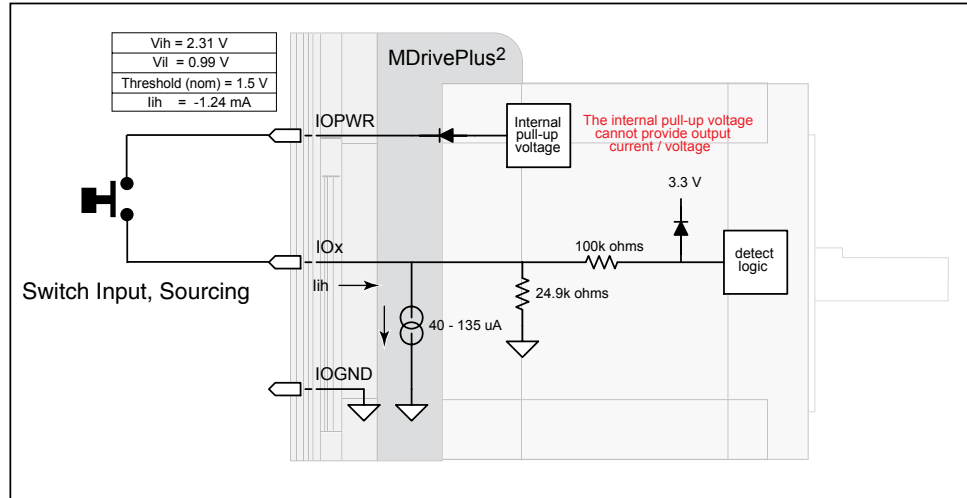 Vih = 2.31 V
Vil = 0.99 V
Threshold (nom) = 1.5 V
Iih = -1.24 mA
MDrivePlus²
IOPWR
Internal
pull-up
voltage
The internal pull-up voltage
cannot provide output
current / voltage
3.3 V
IOx
100k ohms
detect
logic
Switch Input, Sourcing
Iih
24.9k ohms
40 - 135 uA
IOGND